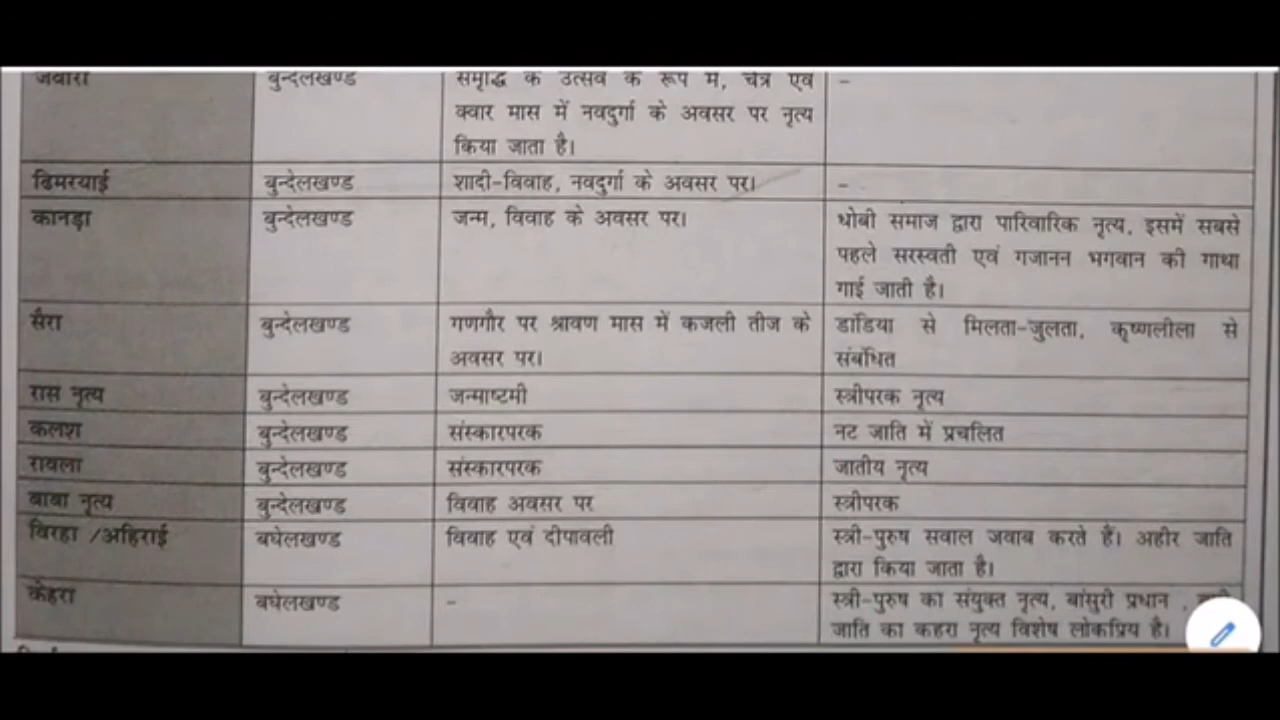 जवारा बुन्देलखण्ड समृद्धि के उत्सव के रूप में, चैत्र एवं –
क्वार मास में नवदुर्गा के अवसर पर नृत्य
किया जाता है।
ढिमरयाई बुन्देलखण्ड शादी-विवाह, नवदुर्गा के अवसर पर। –
कानड़ा बुन्देलखण्ड जन्म, विवाह के अवसर पर। धोबी समाज द्वारा पारिवारिक नृत्य, इसमें सबसे
पहले सरस्वती एवं गजानन भगवान की गाथा
गाई जाती है।
सैरा बुन्देलखण्ड गणगौर पर श्रावण मास में कजली तीज के डांडिया से मिलता-जुलता, कृष्णलीला से
अवसर पर। संबंधित
रास नृत्य बुन्देलखण्ड जन्माष्टमी स्त्रीपरक नृत्य
कलश बुन्देलखण्ड संस्कारपरक नट जाति में प्रचलित
रावला बुन्देलखण्ड संस्कारपरक जातीय नृत्य
बाबा नृत्य बुन्देलखण्ड विवाह अवसर पर स्त्रीपरक
विरहा /अहिराई बघेलखण्ड विवाह एवं दीपावली स्त्री-पुरुष सवाल जवाब करते हैं। अहीर जाति
द्वारा किया जाता है।
केहरा बघेलखण्ड – स्त्री-पुरुष का संयुक्त नृत्य, बांसुरी प्रधान ,
जाति का कहरा नृत्य विशेष लोकप्रिय है।